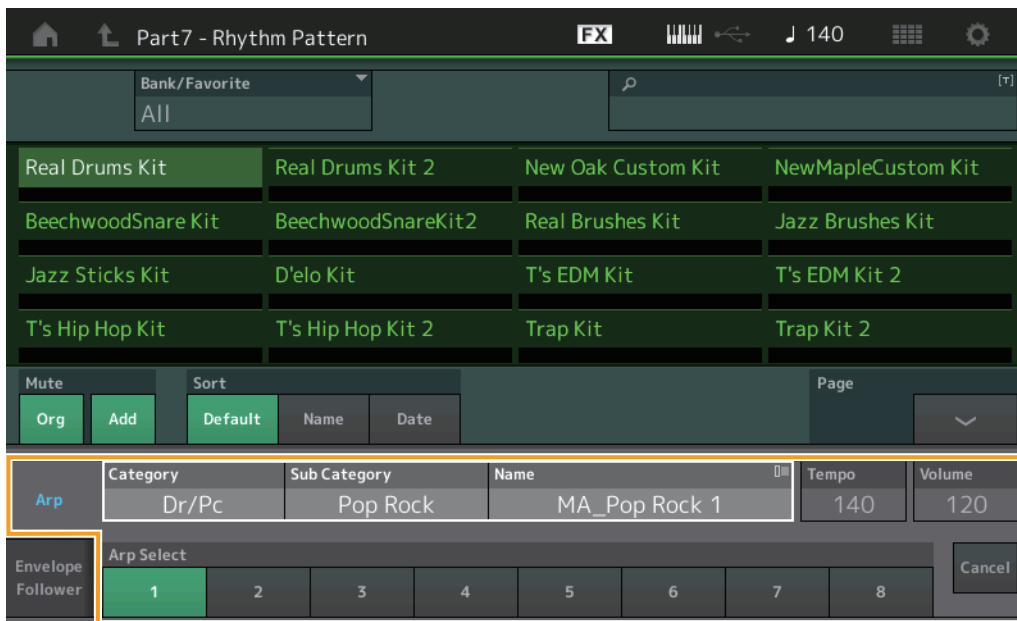 Part7 - Rhythm Pattern FX ♩ 140
Bank/Favorite
All
[T]
Real Drums Kit Real Drums Kit 2 New Oak Custom Kit NewMapleCustom Kit
BeechwoodSnare Kit BeechwoodSnareKit2 Real Brushes Kit Jazz Brushes Kit
Jazz Sticks Kit D'elo Kit T's EDM Kit T's EDM Kit 2
T's Hip Hop Kit T's Hip Hop Kit 2 Trap Kit Trap Kit 2
Mute Sort Page
Org Add Default Name Date
Category Sub Category Name Tempo Volume
Arp Dr/Pc Pop Rock MA_Pop Rock 1 140 120
Arp Select
Envelope
Follower
1 2 3 4 5 6 7 8
Cancel